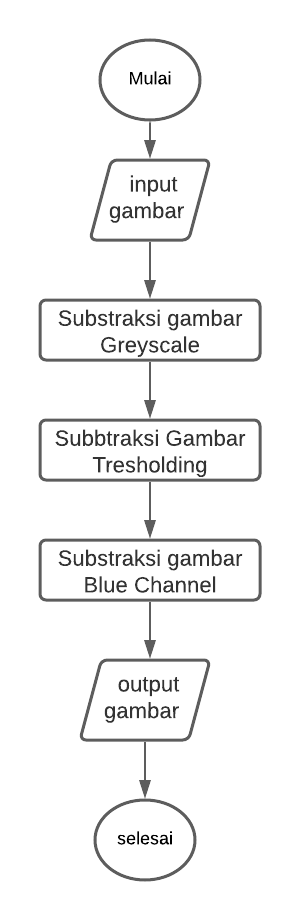 Mulai
input
gambar
Substraksi gambar
Greyscale
Subbtraksi Gambar
Tresholding
Substraksi gambar
Blue Channel
output
gambar
selesai